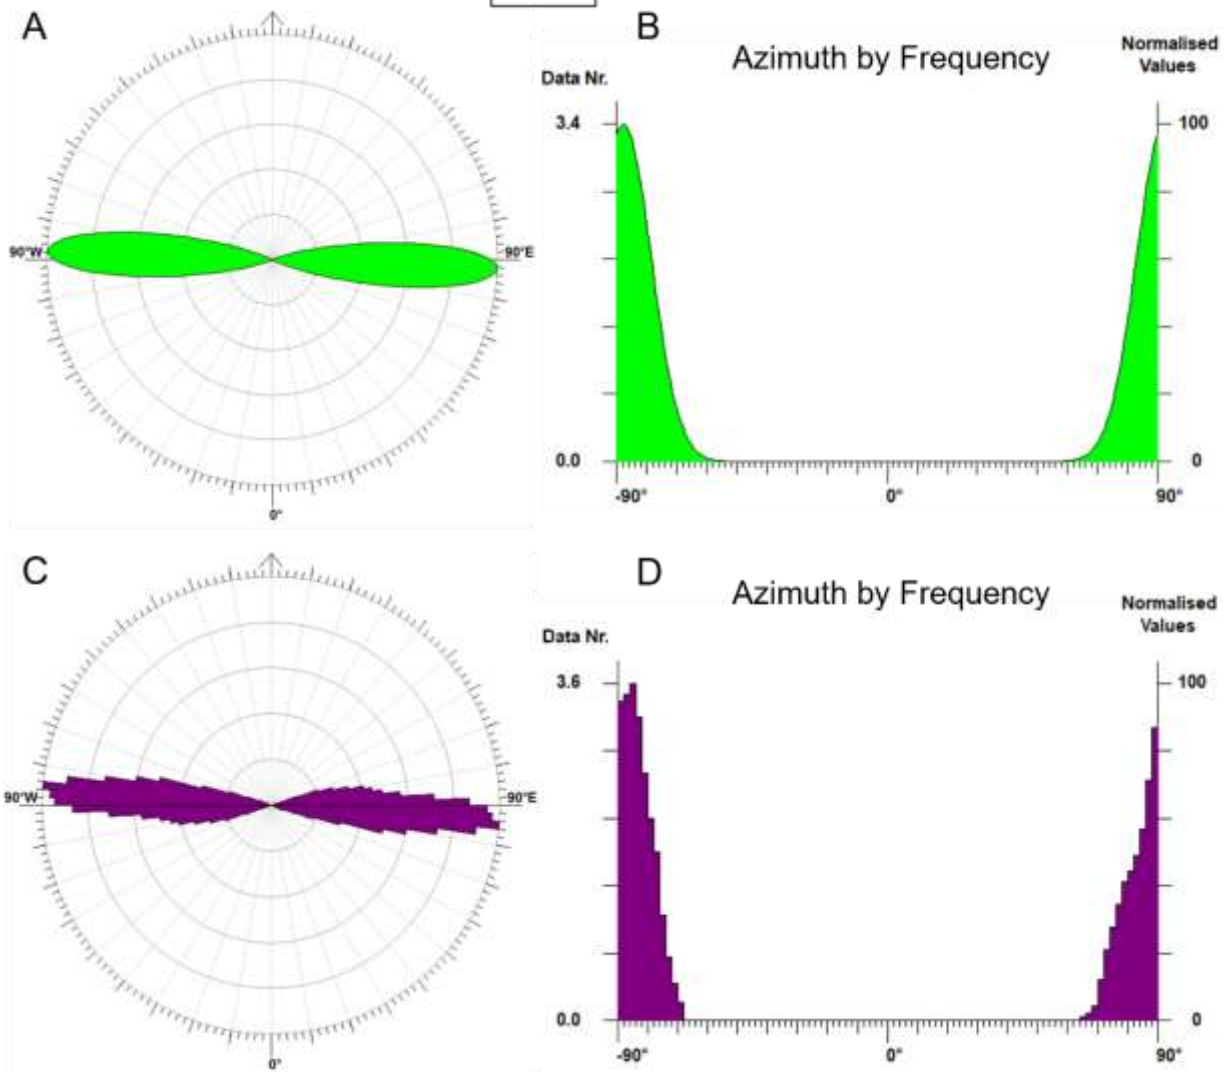 A
90°W
90°E
0°
B
Azimuth by Frequency
Data Nr.
Normalised
Values
3.4
100
0.0
0
-90°
0°
90°
C
90°W
90°E
0°
D
Azimuth by Frequency
Data Nr.
Normalised
Values
3.6
100
0.0
0
-90°
0°
90°